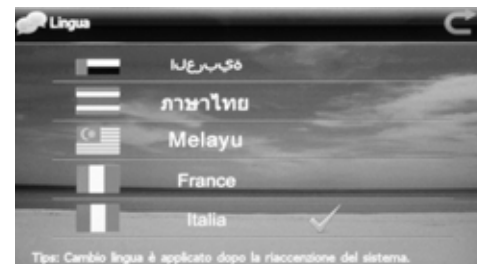 Lingua
العربية
ภาษาไทย
Melayu
France
Italia
Tips: Cambio lingua è applicato dopo la riaccenzione del sistema.